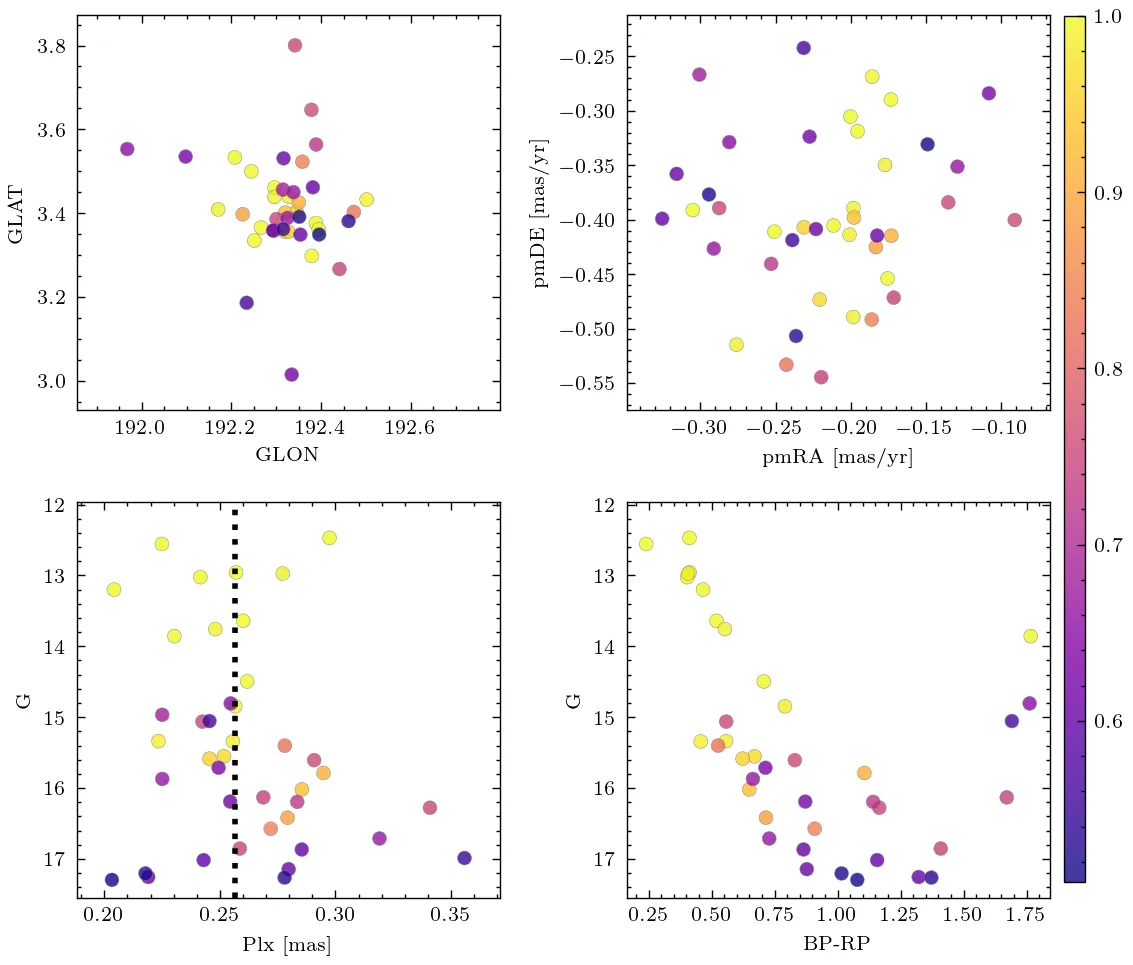 3.8
3.6
3.4
3.2
3.0
GLAT
192.0 192.2 192.4 192.6
GLON
−0.25
−0.30
−0.35
−0.40
−0.45
−0.50
−0.55
pmDE [mas/yr]
−0.30 −0.25 −0.20 −0.15 −0.10
pmRA [mas/yr]
1.0
0.9
0.8
0.7
0.6
12
13
14
15
16
17
G
0.20 0.25 0.30 0.35
Plx [mas]
12
13
14
15
16
17
G
0.25 0.50 0.75 1.00 1.25 1.50 1.75
BP-RP